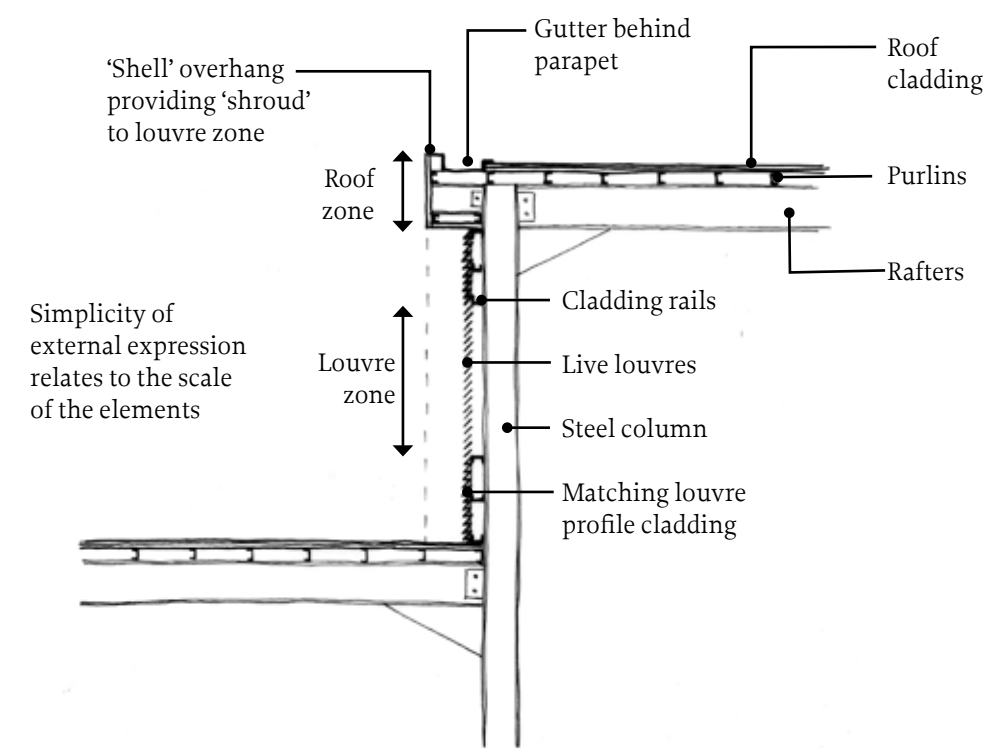 Gutter behind
parapet
Roof
cladding
‘Shell’ overhang
providing ‘shroud’
to louvre zone
Roof
zone
Purlins
Rafters
Cladding rails
Simplicity of
external expression
relates to the scale
of the elements
Louvre
zone
Live louvres
Steel column
Matching louvre
profile cladding